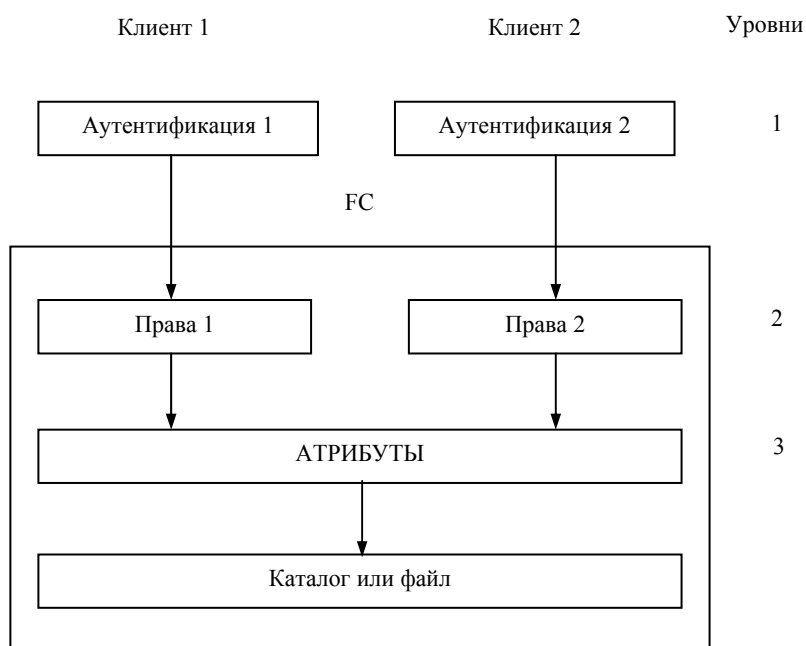 Клиент 1 Клиент 2 Уровни
Аутентификация 1 Аутентификация 2 1
FC
Права 1 Права 2 2
АТРИБУТЫ 3
Каталог или файл